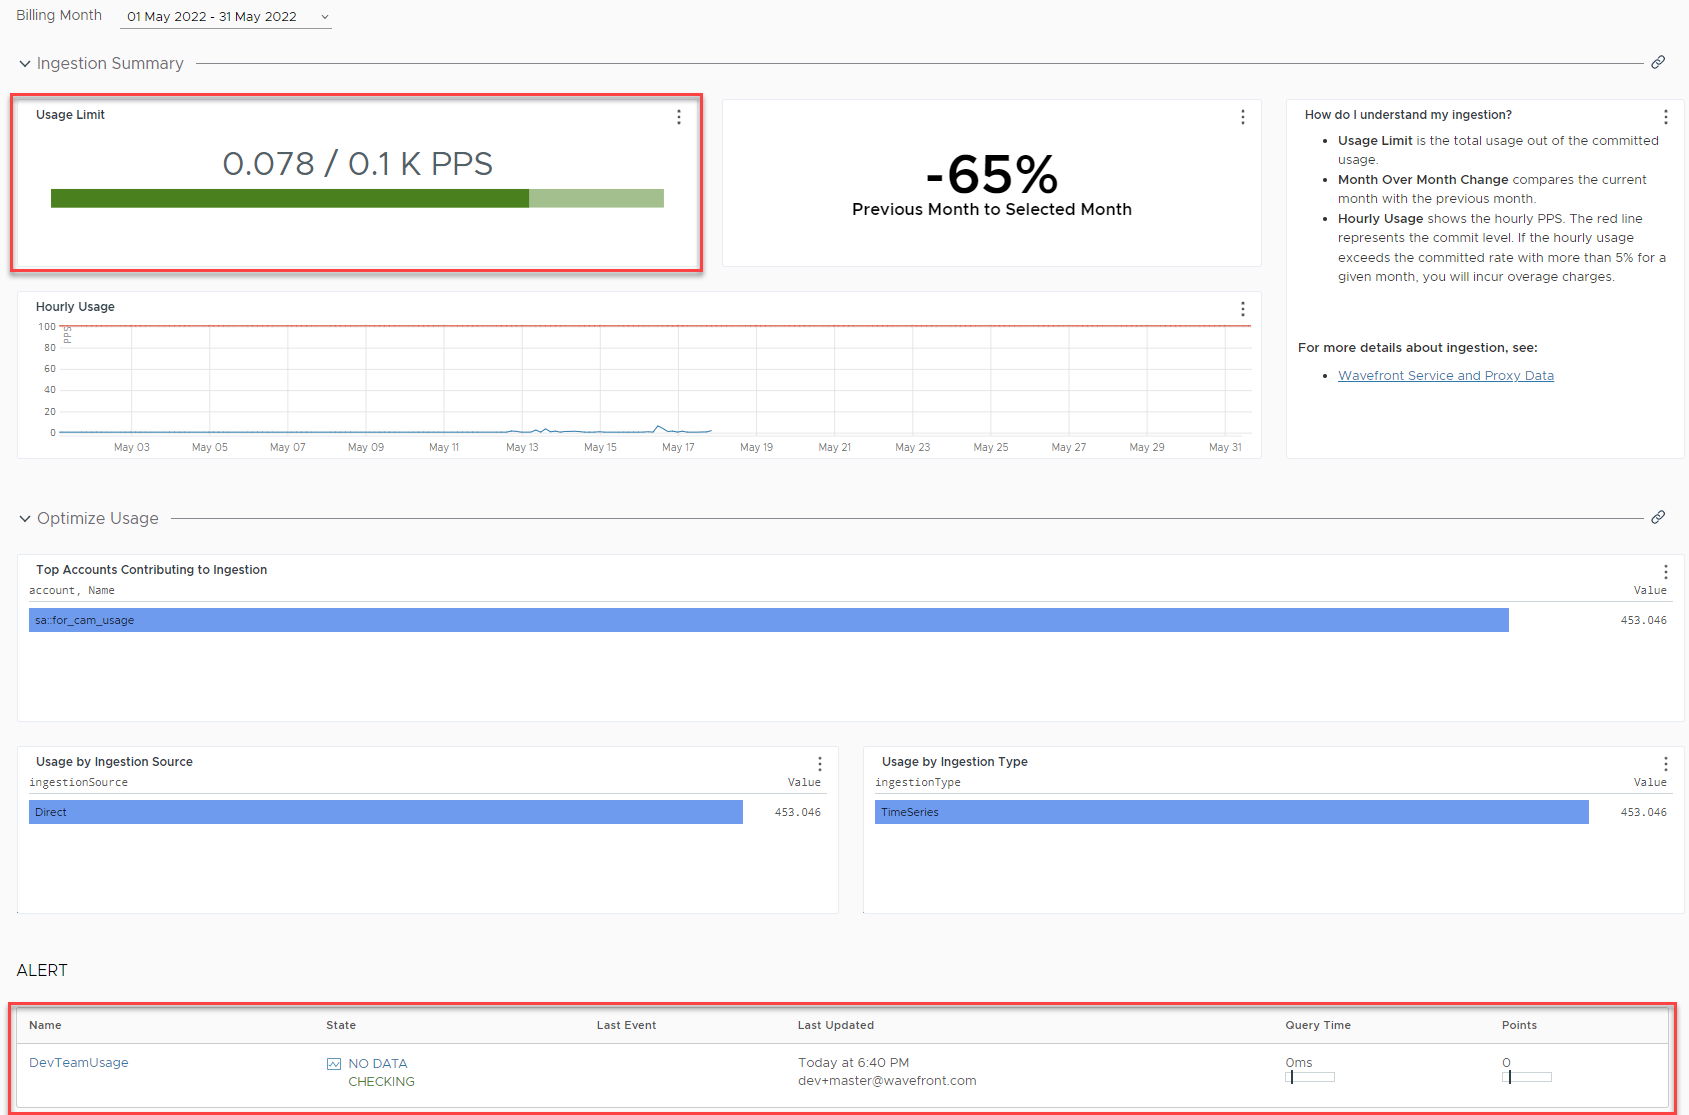 Billing Month 01 May 2022 - 31 May 2022
Ingestion Summary
Usage Limit
0.078 / 0.1 K PPS
-65%
Previous Month to Selected Month
How do I understand my ingestion?
• Usage Limit is the total usage out of the committed
usage.
• Month Over Month Change compares the current
month with the previous month.
• Hourly Usage shows the hourly PPS. The red line
represents the commit level. If the hourly usage
exceeds the committed rate with more than 5% for a
given month, you will incur overage charges.
For more details about ingestion, see:
• Wavefront Service and Proxy Data
Hourly Usage
PPS
100
80
60
40
20
0
May 03 May 05 May 07 May 09 May 11 May 13 May 15 May 17 May 19 May 21 May 23 May 25 May 27 May 29 May 31
Optimize Usage
Top Accounts Contributing to Ingestion
account, Name Value
sa::for_cam_usage 453.046
Usage by Ingestion Source
ingestionSource Value
Direct 453.046
Usage by Ingestion Type
ingestionType Value
TimeSeries 453.046
ALERT
Name State Last Event Last Updated Query Time Points
DevTeamUsage NO DATA Today at 6:40 PM 0ms 0
CHECKING dev+master@wavefront.com